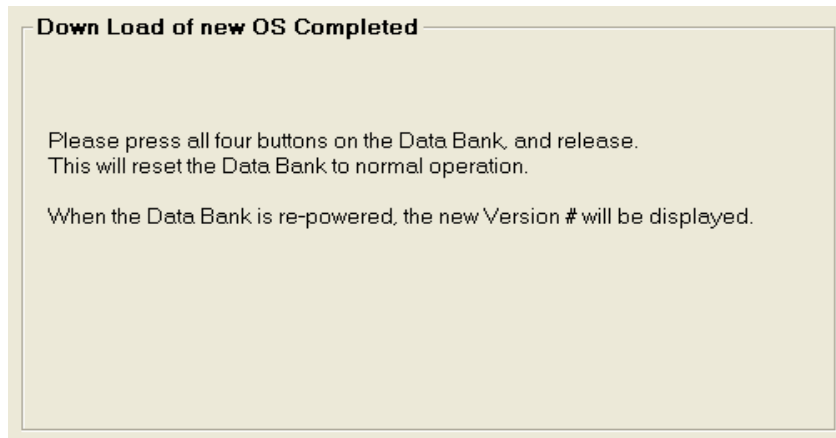 Down Load of new OS Completed
Please press all four buttons on the Data Bank, and release.
This will reset the Data Bank to normal operation.
When the Data Bank is re-powered, the new Version # will be displayed.